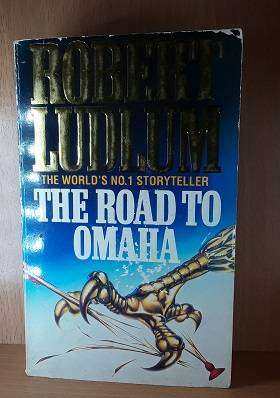 ROBERT
LUDLUM
THE WORLD'S NO.1 STORYTELLER
THE ROAD TO
OMAHA